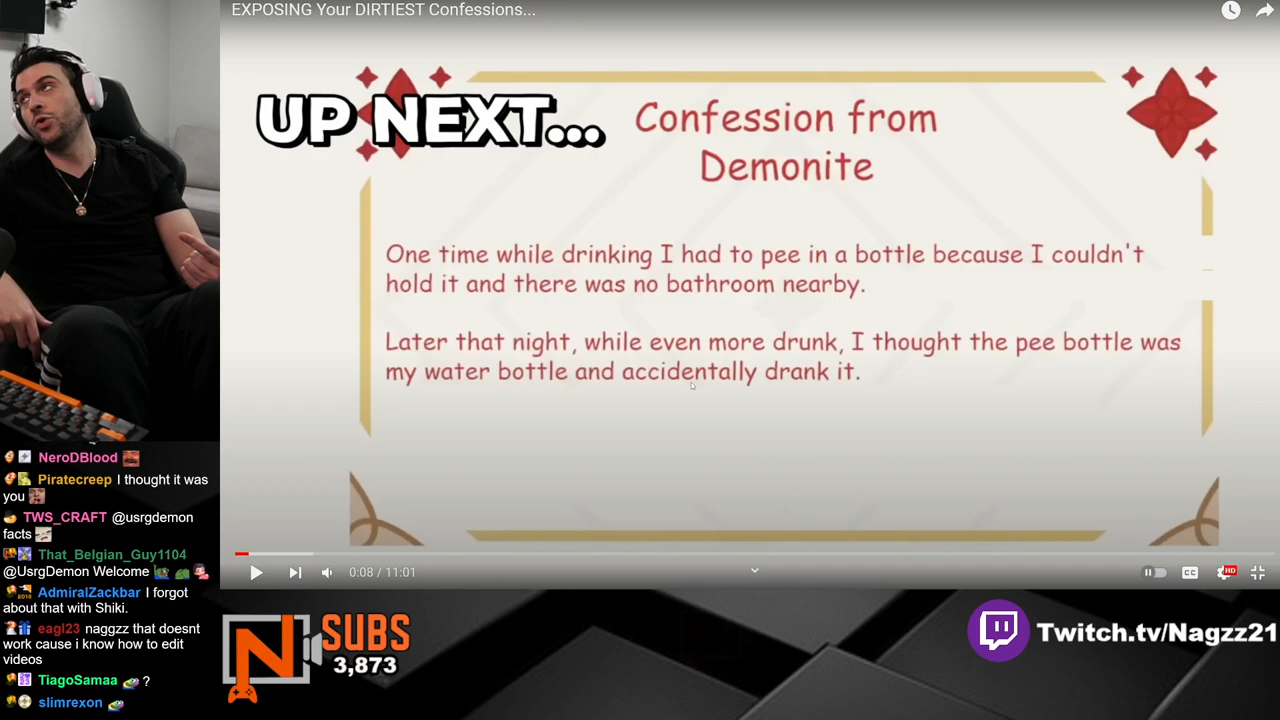 EXPOSING Your DIRTIEST Confessions...
UP NEXT...
Confession from
Demonite
One time while drinking I had to pee in a bottle because I couldn't
hold it and there was no bathroom nearby.
Later that night, while even more drunk, I thought the pee bottle was
my water bottle and accidentally drank it.
0:08 / 11:01
CC
HD
NeroDBlood
Piratecreep I thought it was
you
TWS_CRAFT @usrgdemon
facts
That_Belgian_Guy1104
@UsrgDemon Welcome
AdmiralZackbar I forgot
about that with Shiki.
eagl23 naggzz that doesnt
work cause i know how to edit
videos
TiagoSamaa ?
slimrexon
N
SUBS
3,873
Twitch.tv/Nagzz21